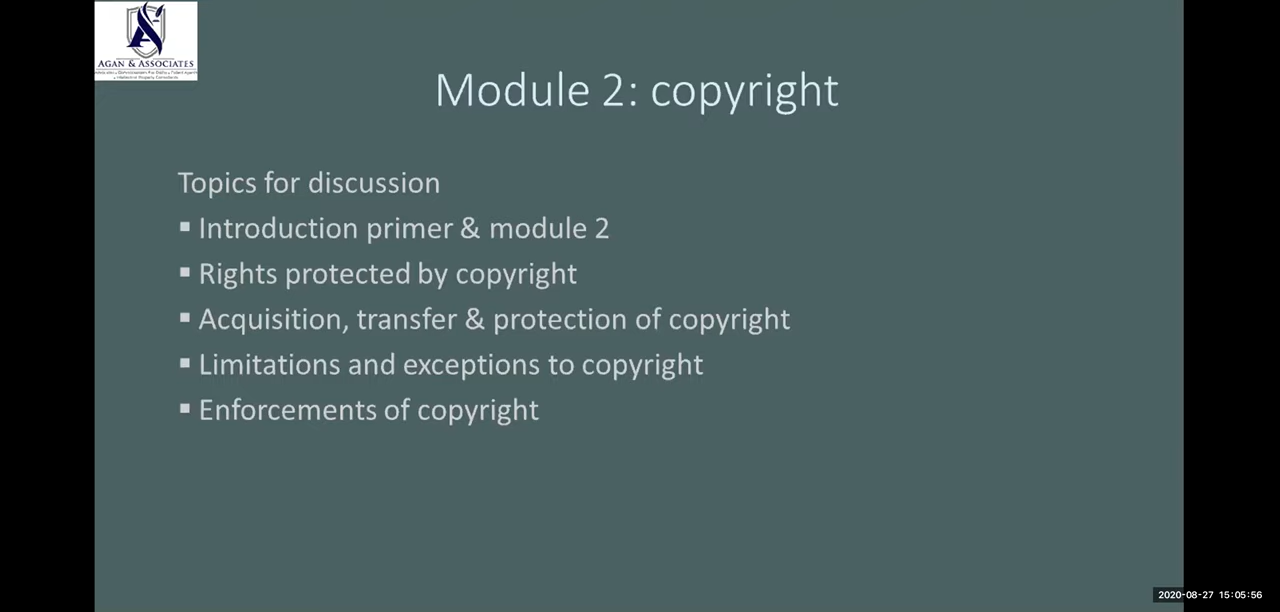 AGAN & ASSOCIATES
Module 2: copyright
Topics for discussion
▪ Introduction primer & module 2
▪ Rights protected by copyright
▪ Acquisition, transfer & protection of copyright
▪ Limitations and exceptions to copyright
▪ Enforcements of copyright
2020-08-27 15:05:56